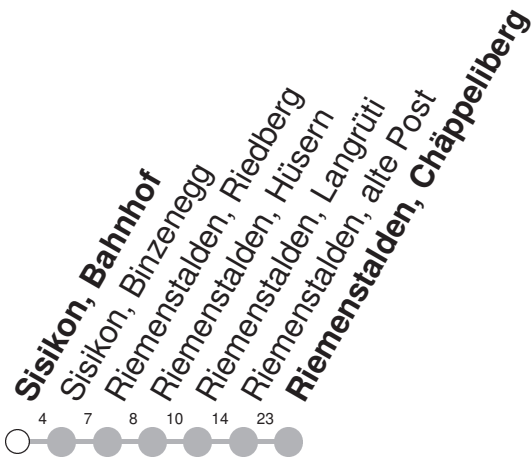 Sisikon, Bahnhof
Sisikon, Binzenegg
Riemenstalden, Riedberg
Riemenstalden, Hüsern
Riemenstalden, Langrüti
Riemenstalden, alte Post
Riemenstalden, Chäppeliberg
4 7 8 10 14 23